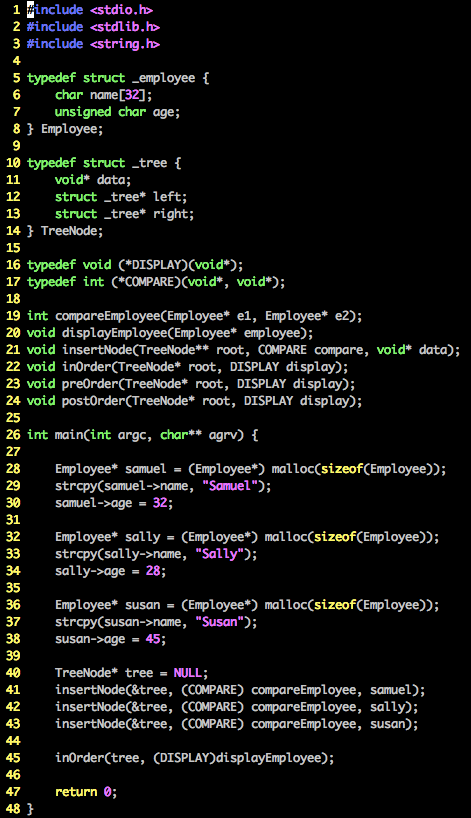 1 #include <stdio.h>
2 #include <stdlib.h>
3 #include <string.h>
4
5 typedef struct _employee {
6     char name[32];
7     unsigned char age;
8 } Employee;
9
10 typedef struct _tree {
11     void* data;
12     struct _tree* left;
13     struct _tree* right;
14 } TreeNode;
15
16 typedef void (*DISPLAY)(void*);
17 typedef int (*COMPARE)(void*, void*);
18
19 int compareEmployee(Employee* e1, Employee* e2);
20 void displayEmployee(Employee* employee);
21 void insertNode(TreeNode** root, COMPARE compare, void* data);
22 void inOrder(TreeNode* root, DISPLAY display);
23 void preOrder(TreeNode* root, DISPLAY display);
24 void postOrder(TreeNode* root, DISPLAY display);
25
26 int main(int argc, char** agrv) {
27
28     Employee* samuel = (Employee*) malloc(sizeof(Employee));
29     strcpy(samuel->name, "Samuel");
30     samuel->age = 32;
31
32     Employee* sally = (Employee*) malloc(sizeof(Employee));
33     strcpy(sally->name, "Sally");
34     sally->age = 28;
35
36     Employee* susan = (Employee*) malloc(sizeof(Employee));
37     strcpy(susan->name, "Susan");
38     susan->age = 45;
39
40     TreeNode* tree = NULL;
41     insertNode(&tree, (COMPARE) compareEmployee, samuel);
42     insertNode(&tree, (COMPARE) compareEmployee, sally);
43     insertNode(&tree, (COMPARE) compareEmployee, susan);
44
45     inOrder(tree, (DISPLAY)displayEmployee);
46
47     return 0;
48 }